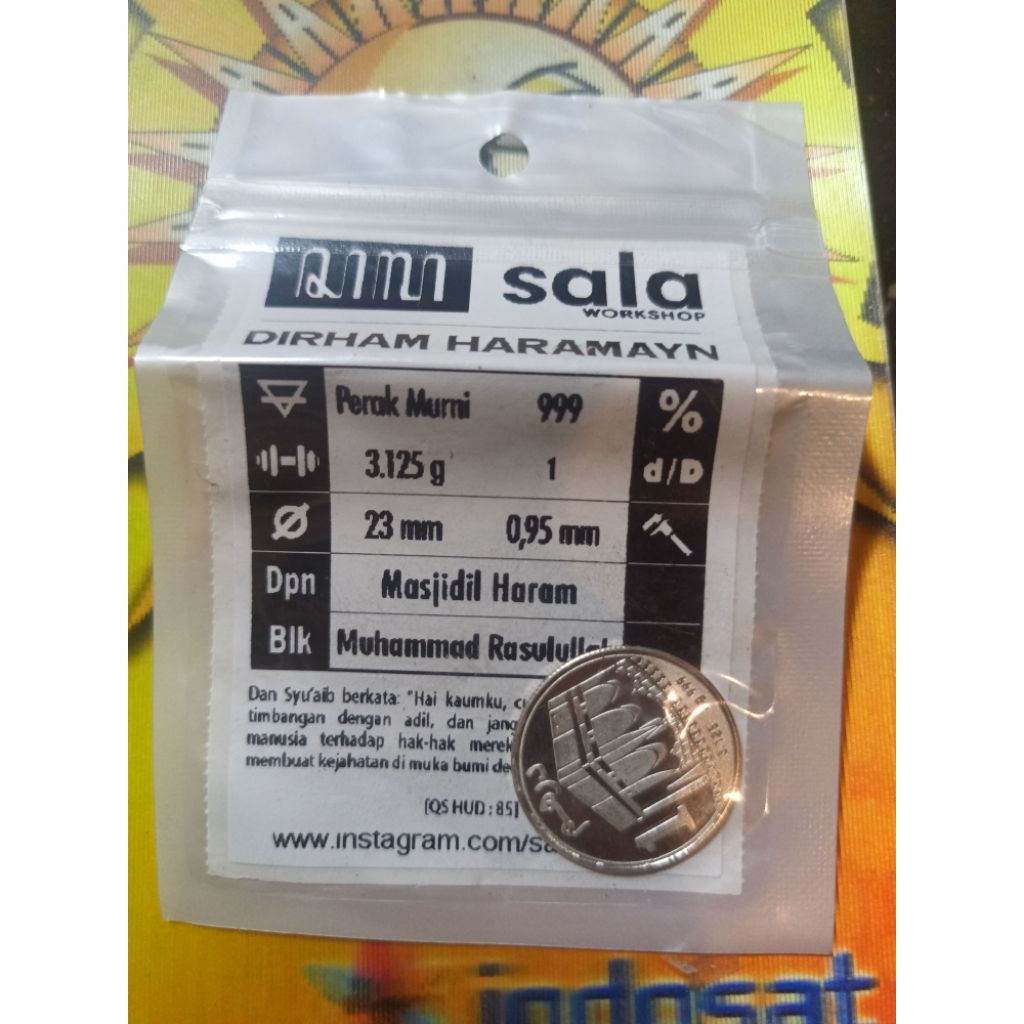 sala
WORKSHOP
DIRHAM HARAMAYN
Perak Murni 999 %
3.125 g 1 d/D
23 mm 0,95 mm
Dpn Masjidil Haram
Blk Muhammad Rasulull
Dan Syu'aib berkata: "Hai kaumku,
timbangan dengan adil, dan jang
manusia terhadap hak-hak merek
membuat kejahatan di muka bumi de
[QS HUD : 85]
www.instagram.com/sa
indosat